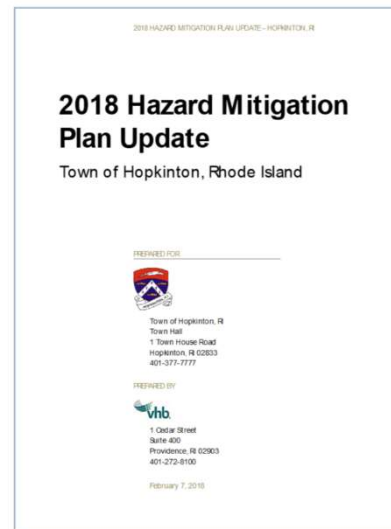 2018 HAZARD MITIGATION PLAN UPDATE – HOPKINTON, RI
2018 Hazard Mitigation
Plan Update
Town of Hopkinton, Rhode Island
PREPARED FOR
Town of Hopkinton, RI
Town Hall
1 Town House Road
Hopkinton, RI 02833
401-377-7777
PREPARED BY
vhb.
1 Cedar Street
Suite 400
Providence, RI 02903
401-272-8100
February 7, 2018